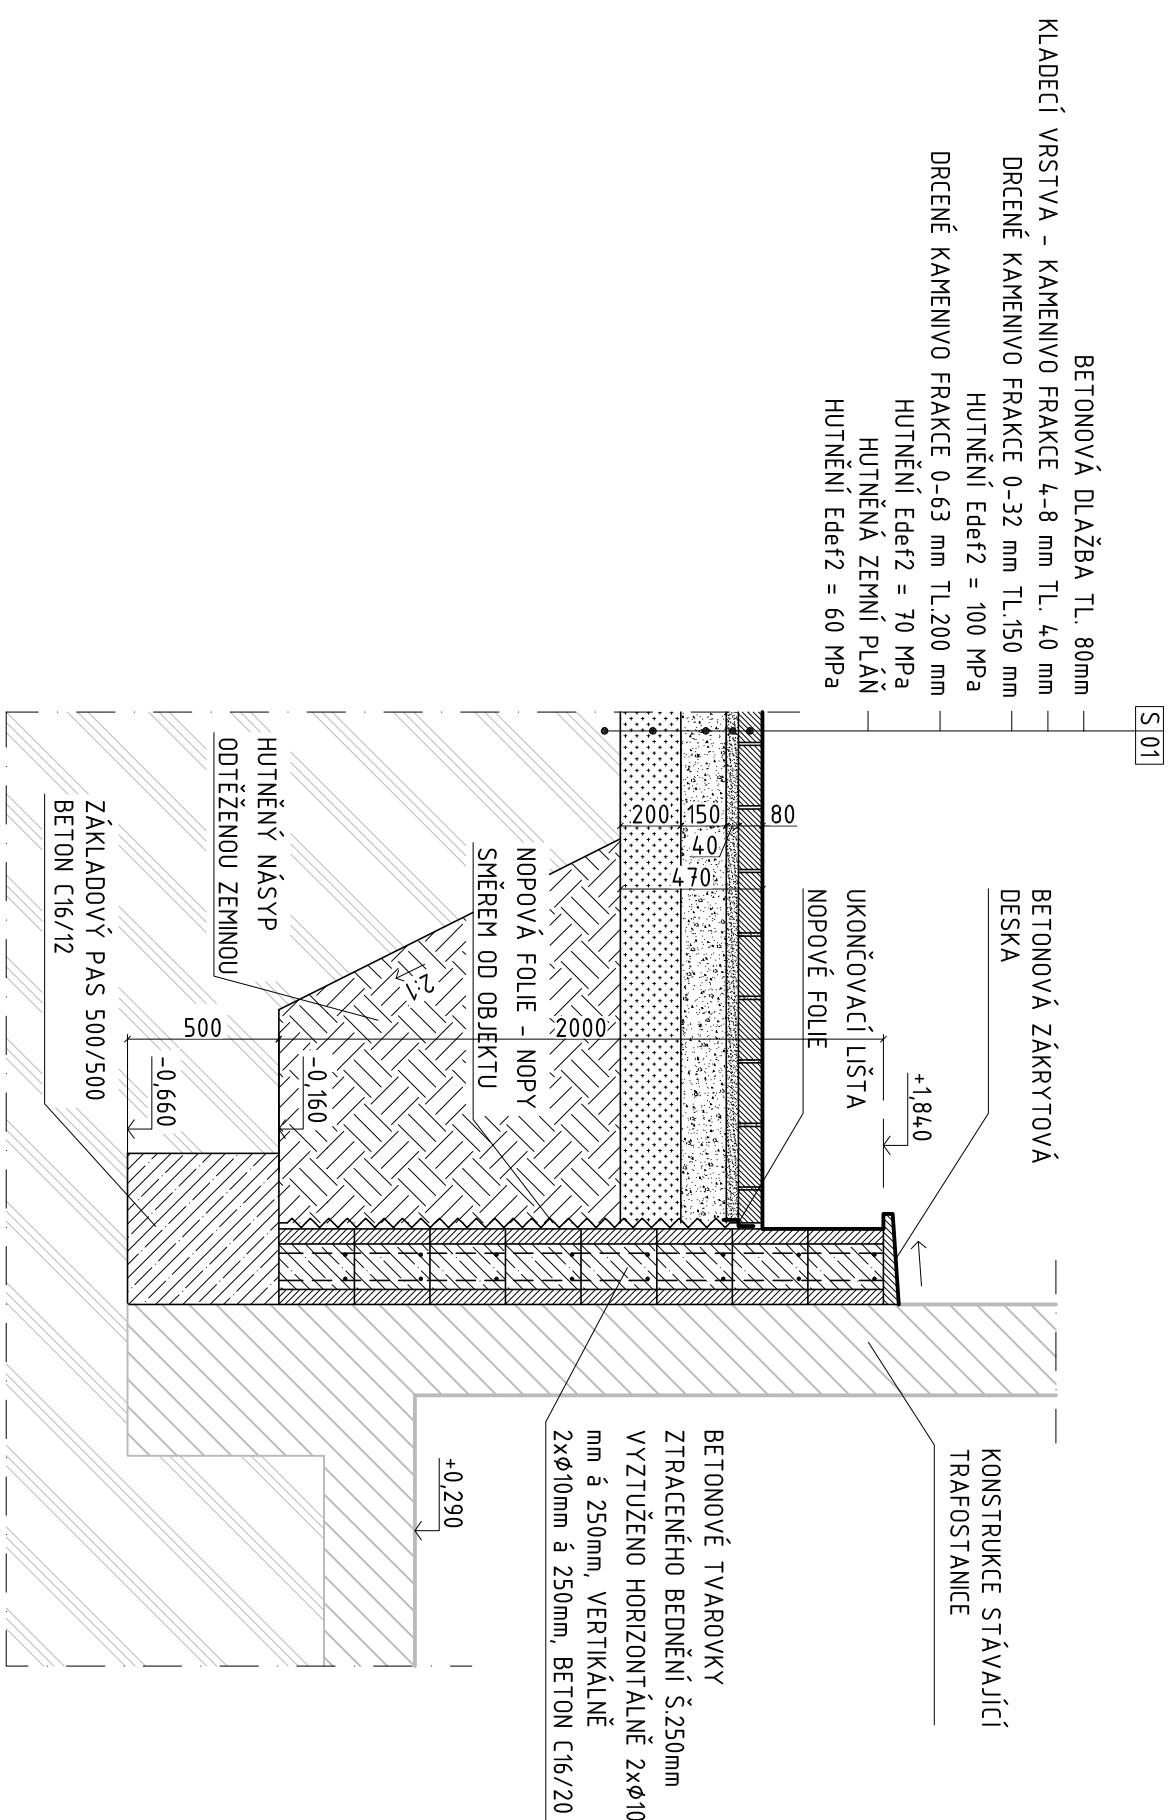 S 01
BETONOVÁ DLAŽBA TL. 80mm
KLADECÍ VRSTVA - KAMENIVO FRAKCE 4-8 mm TL. 40 mm
DRCENÉ KAMENIVO FRAKCE 0-32 mm TL.150 mm
HUTNĚNÍ Edef2 = 100 MPa
DRCENÉ KAMENIVO FRAKCE 0-63 mm TL.200 mm
HUTNĚNÍ Edef2 = 70 MPa
HUTNĚNÁ ZEMNÍ PLÁŇ
HUTNĚNÍ Edef2 = 60 MPa
BETONOVÁ ZÁKRYTOVÁ
DESKA
KONSTRUKCE STÁVAJÍCÍ
TRAFOSTANICE
+1,840
UKONČOVACÍ LIŠTA
NOPOVÉ FOLIE
80
40
150
200
470
BETONOVÉ TVAROVKY
ZTRACENÉHO BEDNĚNÍ Š.250mm
VYZTUŽENO HORIZONTÁLNĚ 2xø10
mm á 250mm, VERTIKÁLNĚ
2xø10mm á 250mm, BETON C16/20
2000
NOPOVÁ FOLIE - NOPY
SMĚREM OD OBJEKTU
+0,290
2:1
HUTNĚNÝ NÁSYP
ODTĚŽENOU ZEMINOU
-0,160
500
-0,660
ZÁKLADOVÝ PAS 500/500
BETON C16/12